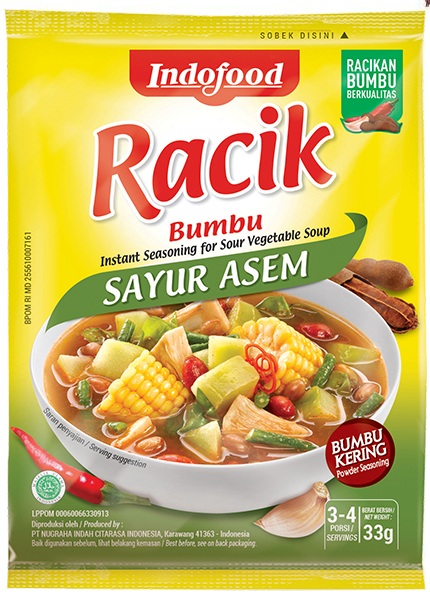 SOBEK DISINI ▲
Indofood
RACIKAN
BUMBU
BERKUALITAS
Racik
Bumbu
Instant Seasoning for Sour Vegetable Soup
SAYUR ASEM
BPOM RI MD 255610007161
Saran penyajian / Serving suggestion
BUMBU
KERING
Powder Seasoning
LPPOM 00060066330913
Diproduksi oleh / Produced by :
PT NUGRAHA INDAH CITARASA INDONESIA, Karawang 41363 - Indonesia
Baik digunakan sebelum, lihat belakang kemasan / Best before, see on back packaging.
3-4
PORSI /
SERVINGS
BERAT BERSIH /
NET WEIGHT :
33g